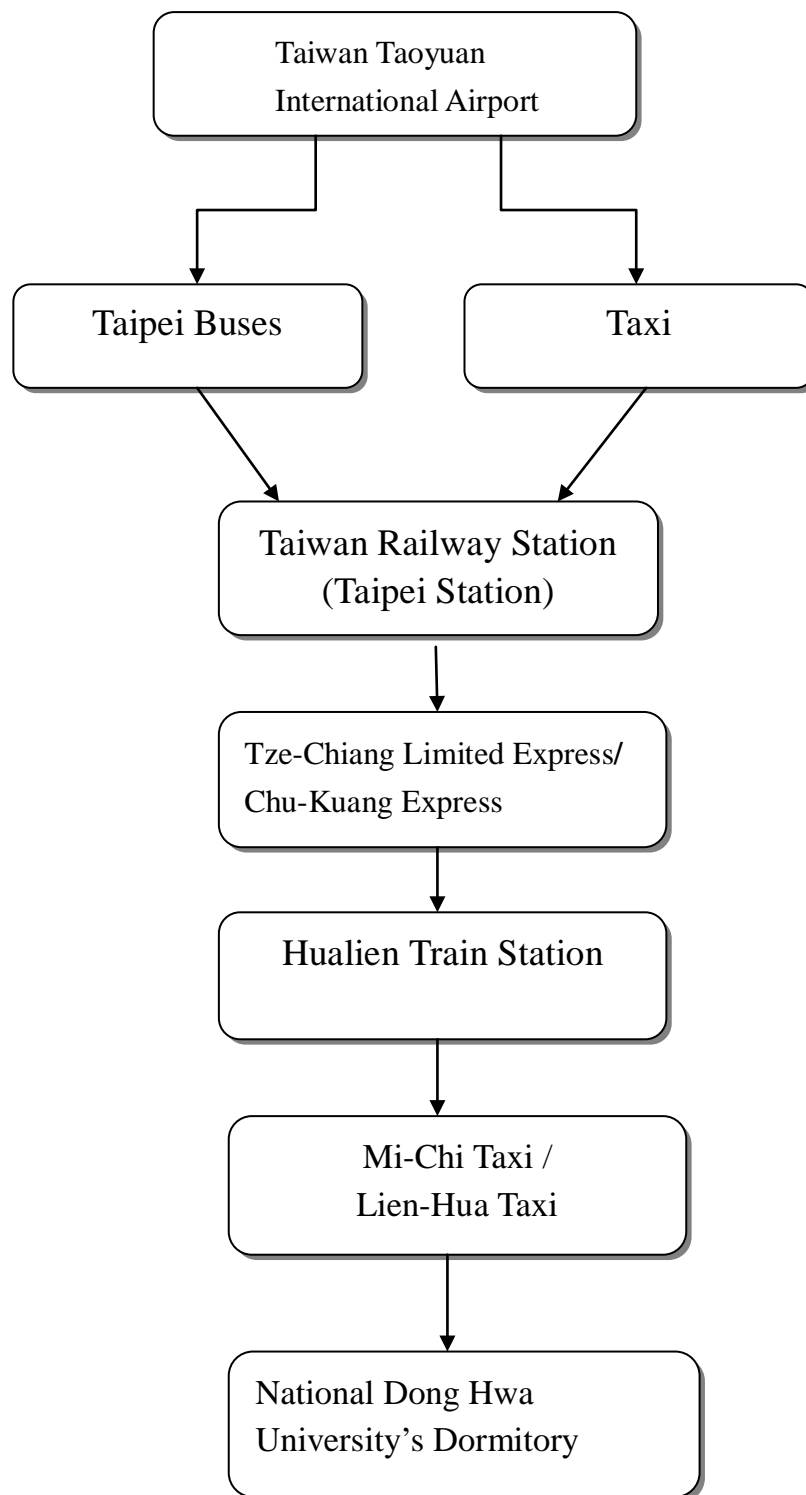 Taiwan Taoyuan
International Airport
Taipei Buses
Taxi
Taiwan Railway Station
(Taipei Station)
Tze-Chiang Limited Express/
Chu-Kuang Express
Hualien Train Station
Mi-Chi Taxi /
Lien-Hua Taxi
National Dong Hwa
University’s Dormitory